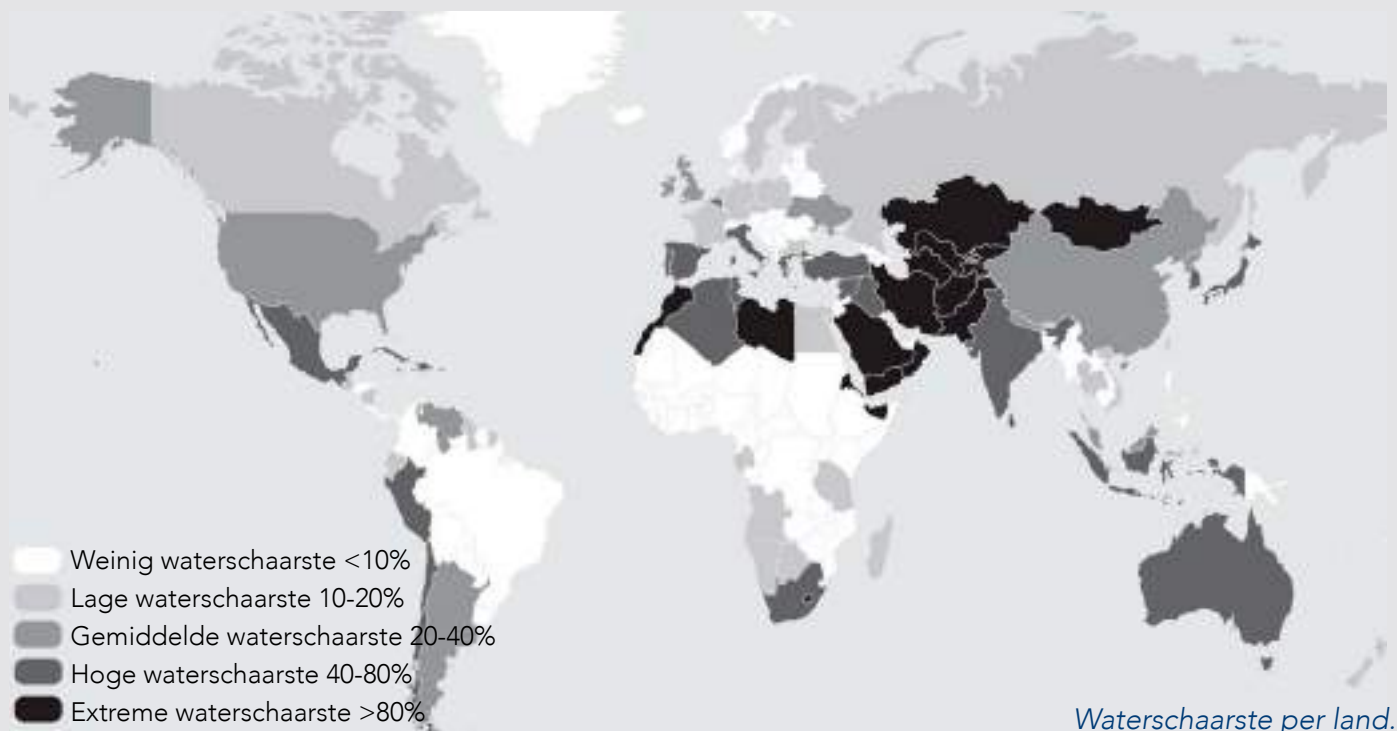 Weinig waterschaarste <10%
Lage waterschaarste 10-20%
Gemiddelde waterschaarste 20-40%
Hoge waterschaarste 40-80%
Extreme waterschaarste >80%
Waterschaarste per land.